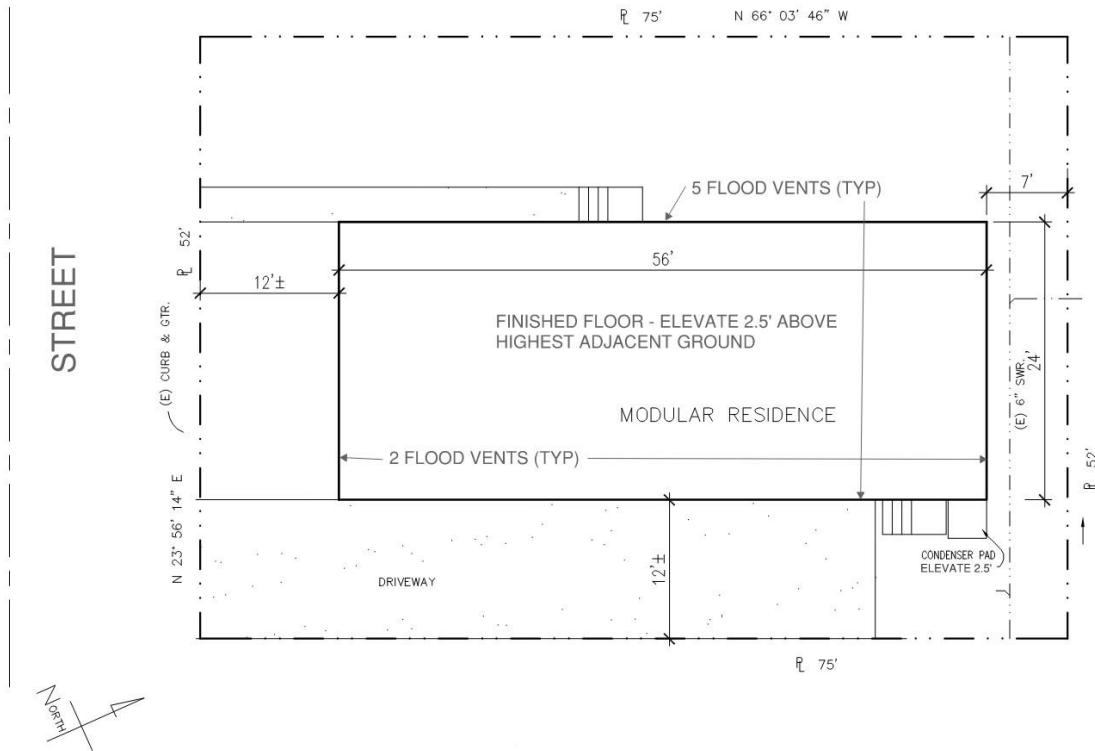 ℄ 75' N 66° 03' 46" W
5 FLOOD VENTS (TYP)
7'
℄ 52'
56'
12'±
STREET
(E) CURB & GTR.
FINISHED FLOOR - ELEVATE 2.5' ABOVE
HIGHEST ADJACENT GROUND
(E) 6" SWR.
24'
MODULAR RESIDENCE
2 FLOOD VENTS (TYP)
℄ 52'
N 23° 56' 14" E
12'±
CONDENSER PAD
ELEVATE 2.5'
DRIVEWAY
℄ 75'
NORTH